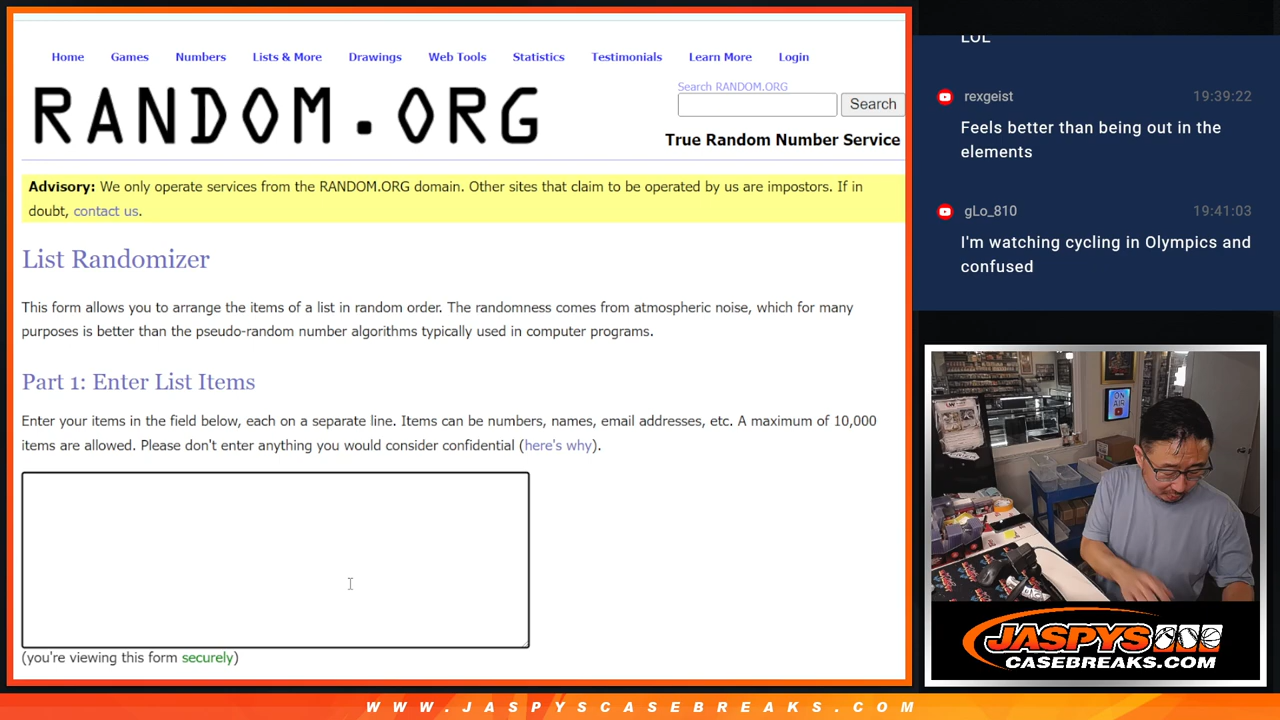 Home Games Numbers Lists & More Drawings Web Tools Statistics Testimonials Learn More Login
RANDOM.ORG
Search RANDOM.ORG
Search
True Random Number Service
Advisory: We only operate services from the RANDOM.ORG domain. Other sites that claim to be operated by us are impostors. If in
doubt, contact us.
List Randomizer
This form allows you to arrange the items of a list in random order. The randomness comes from atmospheric noise, which for many
purposes is better than the pseudo-random number algorithms typically used in computer programs.
Part 1: Enter List Items
Enter your items in the field below, each on a separate line. Items can be numbers, names, email addresses, etc. A maximum of 10,000
items are allowed. Please don't enter anything you would consider confidential (here's why).
(you're viewing this form securely)
LOL
rexgeist 19:39:22
Feels better than being out in the
elements
gLo_810 19:41:03
I'm watching cycling in Olympics and
confused
ON
AIR
JASPYS
CASEBREAKS.COM
WWW.JASPYSCASEBREAKS.COM